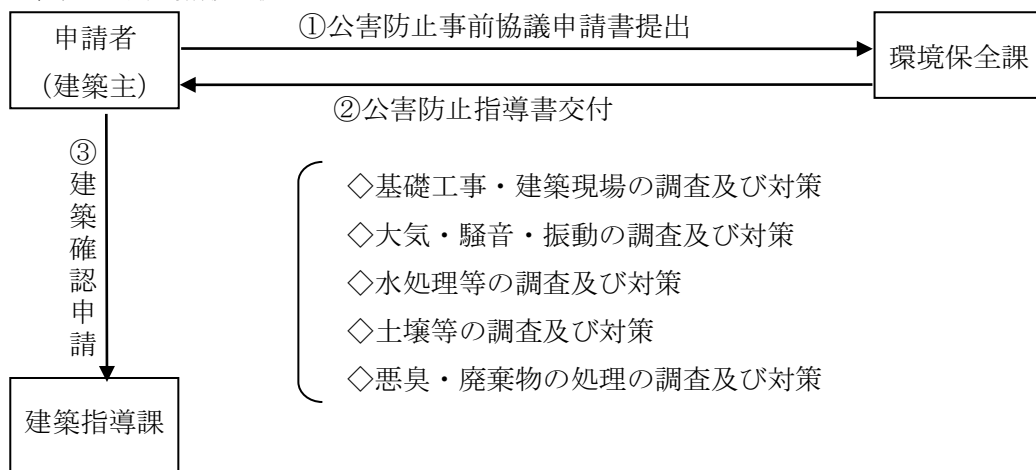 ①公害防止事前協議申請書提出
申請者
(建築主)
環境保全課
②公害防止指導書交付
③建築確認申請
◇基礎工事・建築現場の調査及び対策
◇大気・騒音・振動の調査及び対策
◇水処理等の調査及び対策
◇土壌等の調査及び対策
◇悪臭・廃棄物の処理の調査及び対策
建築指導課